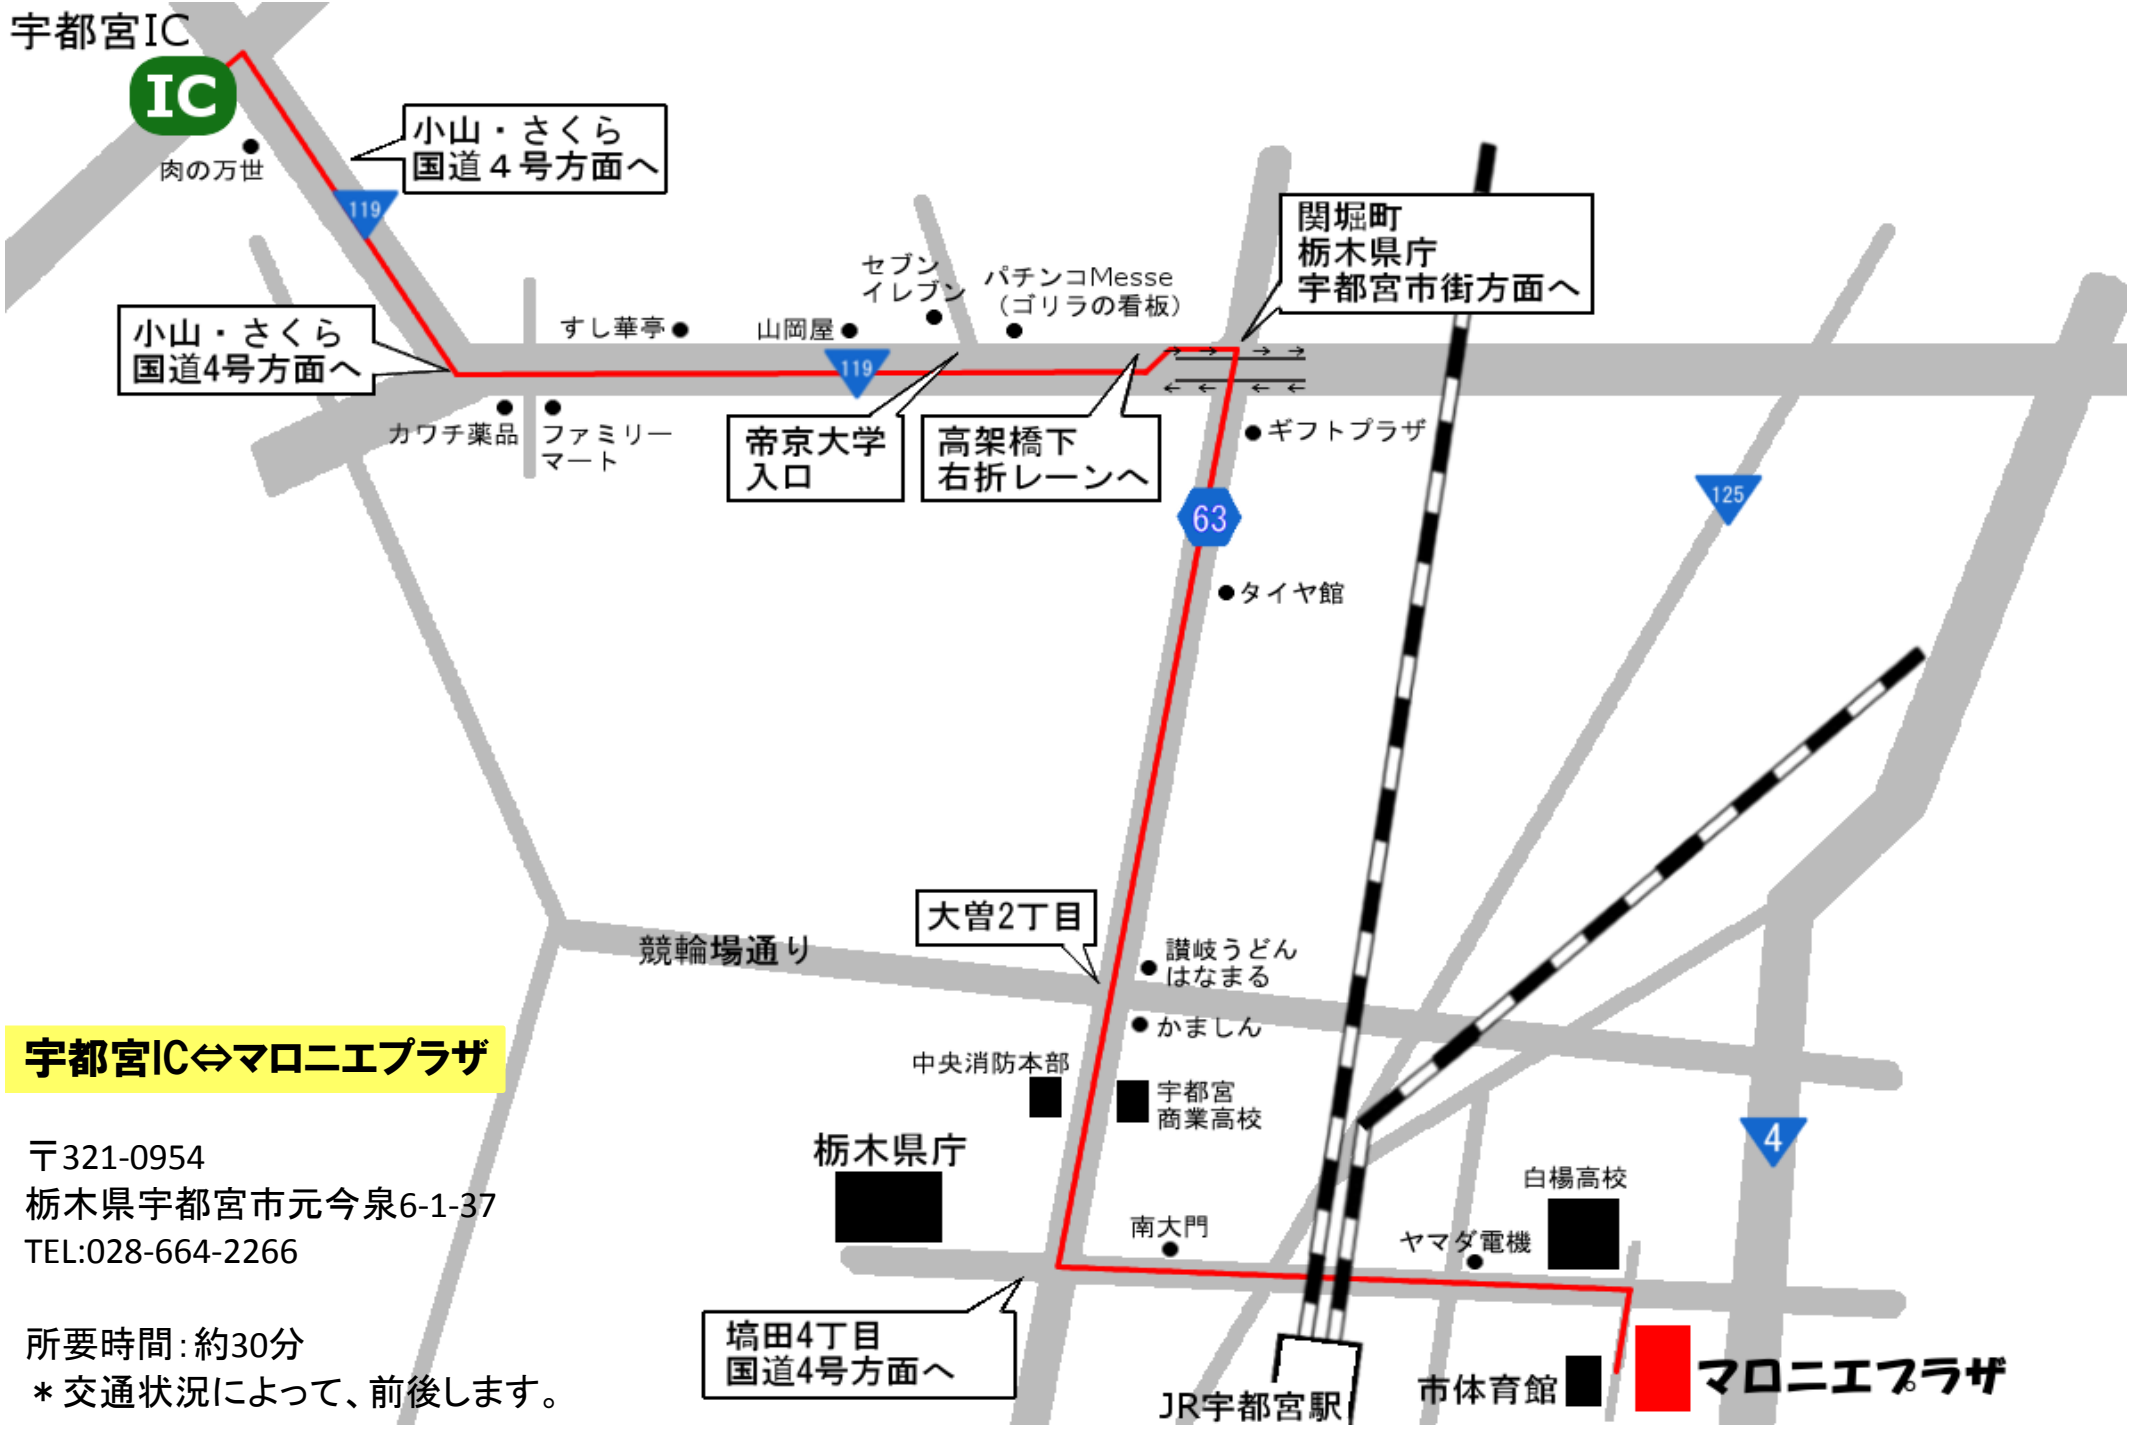 宇都宮IC
IC
肉の万世
小山・さくら
国道４号方面へ
119
小山・さくら
国道4号方面へ
すし華亭
山岡屋
セブン
イレブン
パチンコMesse
（ゴリラの看板）
関堀町
栃木県庁
宇都宮市街方面へ
119
カワチ薬品
ファミリー
マート
帝京大学
入口
高架橋下
右折レーンへ
ギフトプラザ
63
125
タイヤ館
大曽2丁目
競輪場通り
讃岐うどん
はなまる
かましん
中央消防本部
宇都宮
商業高校
栃木県庁
4
白楊高校
南大門
ヤマダ電機
塙田4丁目
国道4号方面へ
JR宇都宮駅
市体育館
マロニエプラザ
宇都宮IC⇔マロニエプラザ
〒321-0954
栃木県宇都宮市元今泉6-1-37
TEL:028-664-2266
所要時間：約30分
＊交通状況によって、前後します。